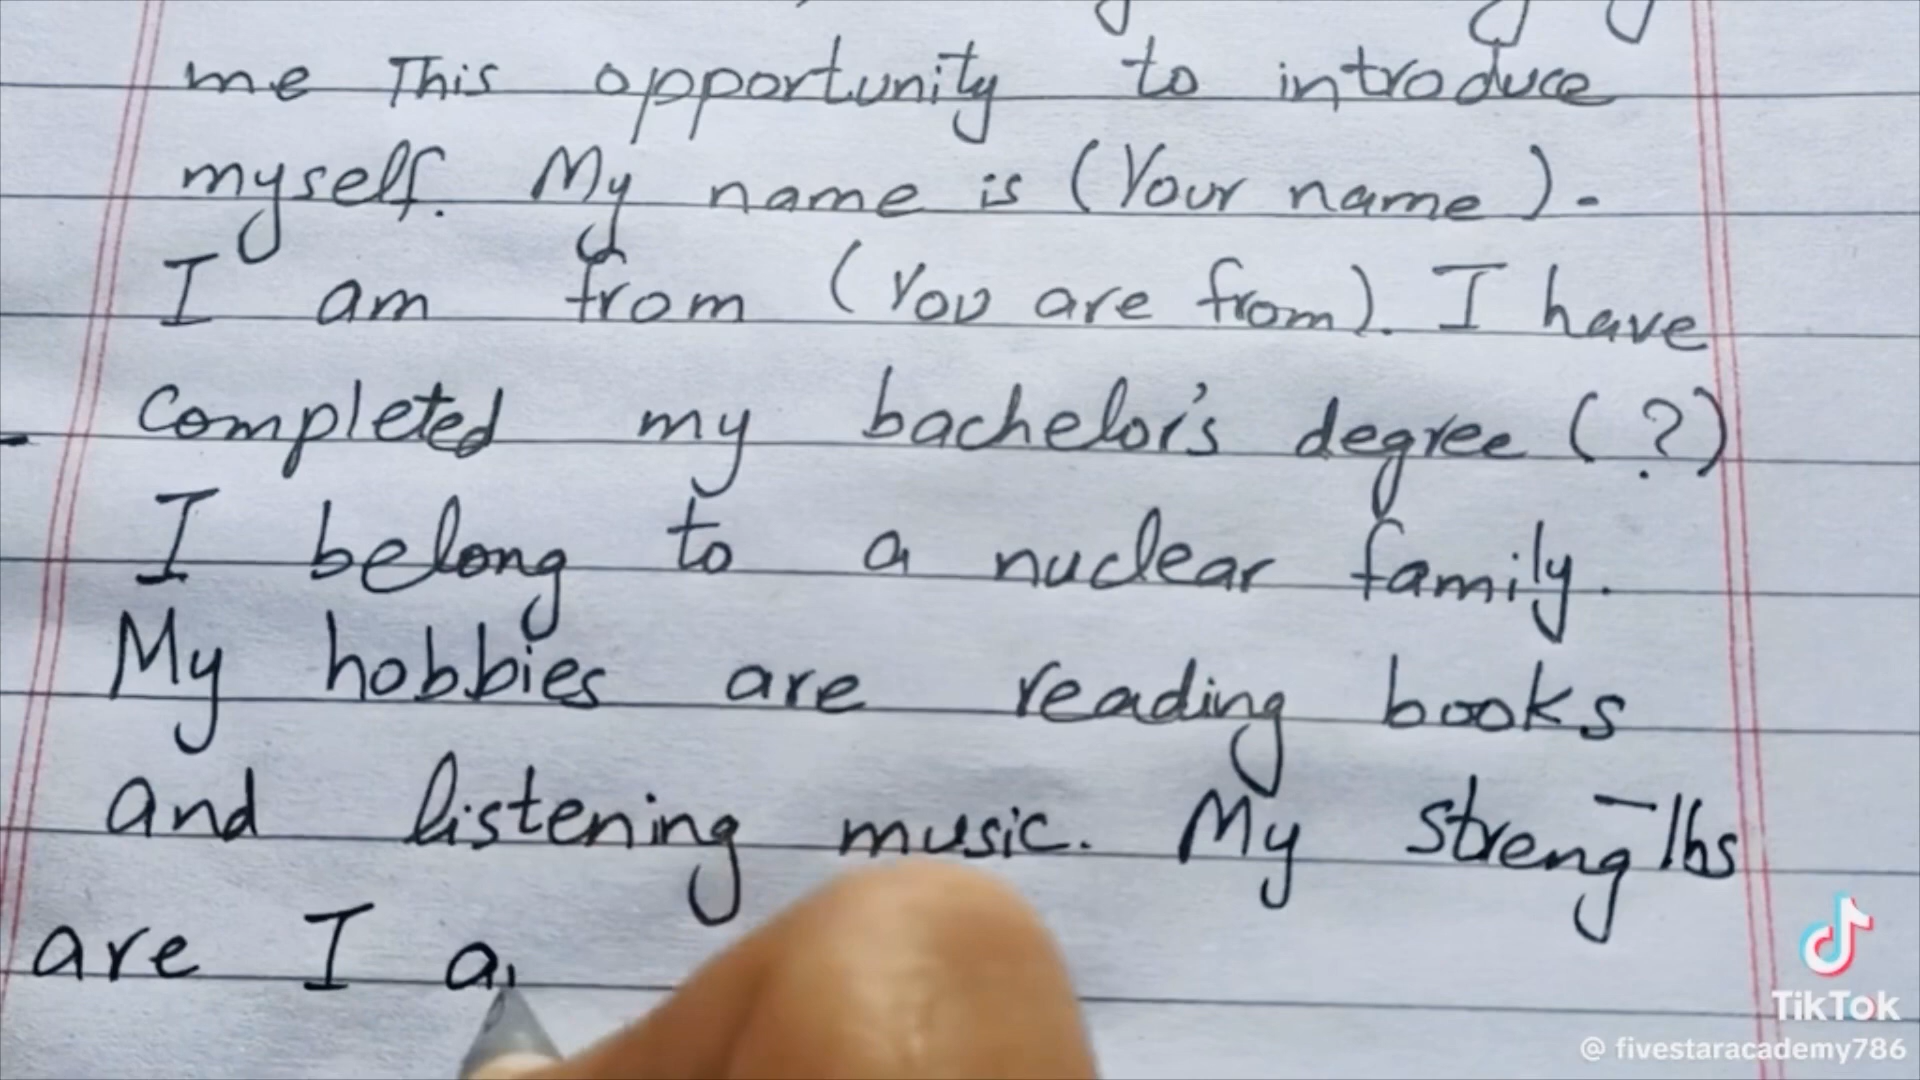 me This opportunity to introduce
myself. My name is (Your name).
I am from (You are from). I have
Completed my bachelor's degree (?)
I belong to a nuclear family.
My hobbies are reading books
and listening music. My strengths
are I a
TikTok
@ fivestaracademy786